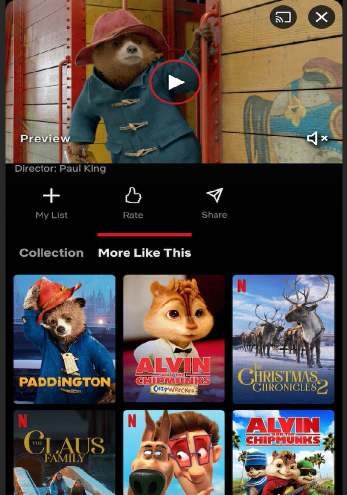 Preview
Director: Paul King
My List
Rate
Share
Collection
More Like This
PADDINGTON
ALVIN
AND THE
CHIPMUNKS
CHIPWRECKED
N
THE
CHRISTMAS
CHRONICLES 2
N
THE
CLAUS
FAMILY
N
ALVIN
AND THE
CHIPMUNKS